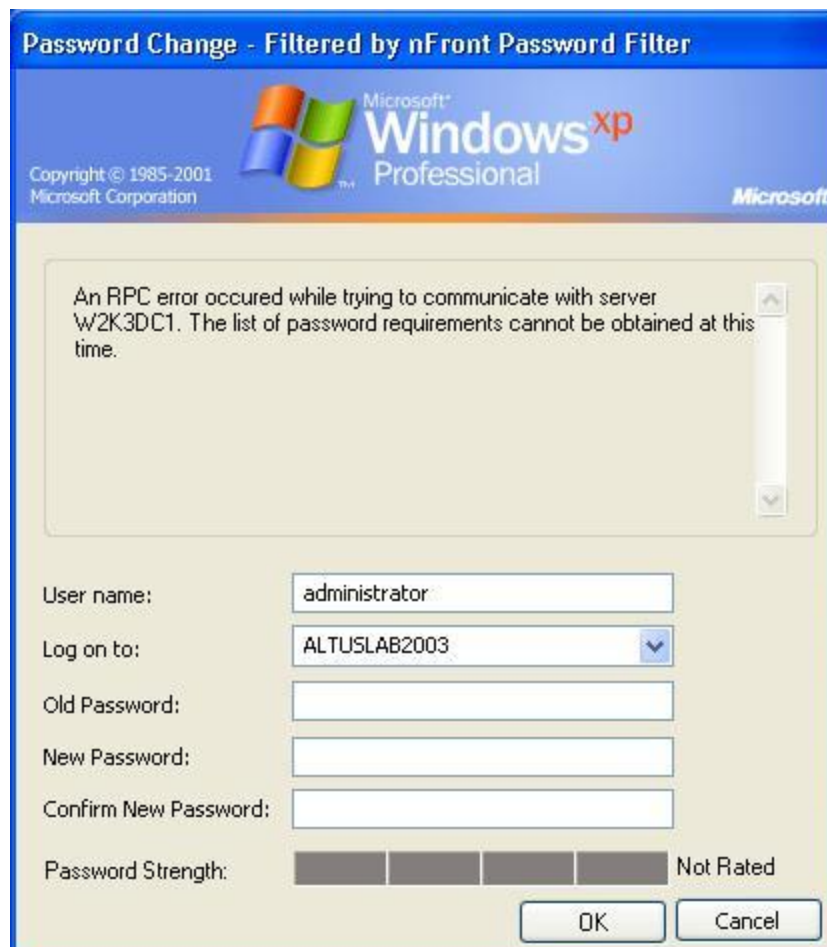 Password Change - Filtered by nFront Password Filter
Microsoft®
Windows xp
Professional
Copyright © 1985-2001
Microsoft Corporation
Microsoft
An RPC error occured while trying to communicate with server
W2K3DC1. The list of password requirements cannot be obtained at this
time.
User name:
administrator
Log on to:
ALTUSLAB2003
Old Password:
New Password:
Confirm New Password:
Password Strength:
Not Rated
OK
Cancel